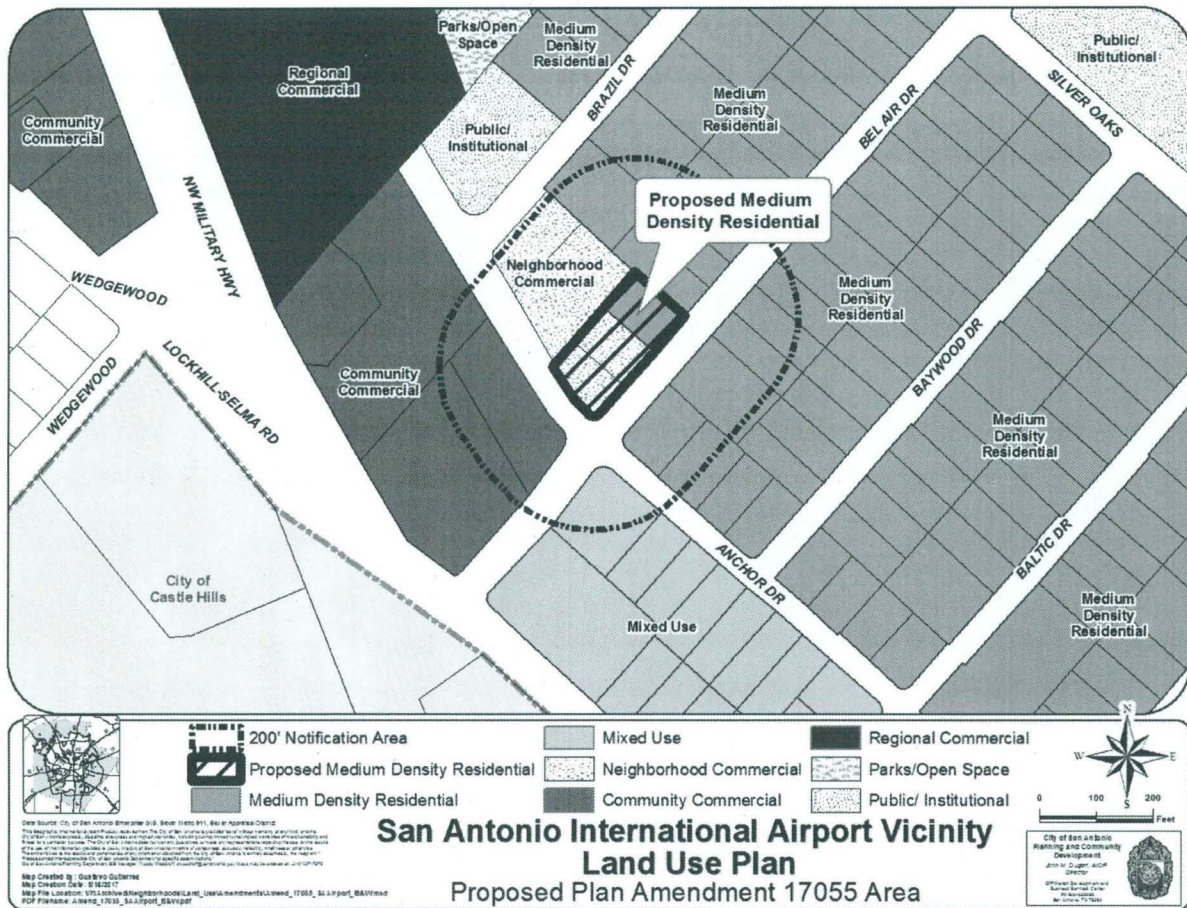 Parks/Open
Space
Medium
Density
Residential
Public/
Institutional
Regional
Commercial
BRAZIL DR
SILVER OAKS
Community
Commercial
Medium
Density
Residential
BEL AIR DR
Public/
Institutional
NW MILITARY HWY
Proposed Medium
Density Residential
WEDGEWOOD
Neighborhood
Commercial
Medium
Density
Residential
WEDGEWOOD
LOCKHILL-SELMA RD
Community
Commercial
BAYWOOD DR
Medium
Density
Residential
ANCHOR DR
BALTIC DR
City of
Castle Hills
Mixed Use
Medium
Density
Residential
200' Notification Area
Proposed Medium Density Residential
Medium Density Residential
Mixed Use
Neighborhood Commercial
Community Commercial
Regional Commercial
Parks/Open Space
Public/ Institutional
N
W E
S
0 100 200
Feet
San Antonio International Airport Vicinity
Land Use Plan
Proposed Plan Amendment 17055 Area
Map Created by: Gustavo Gutierrez
Map Creation Date: 5/16/2017
City of San Antonio
Planning and Community
Development